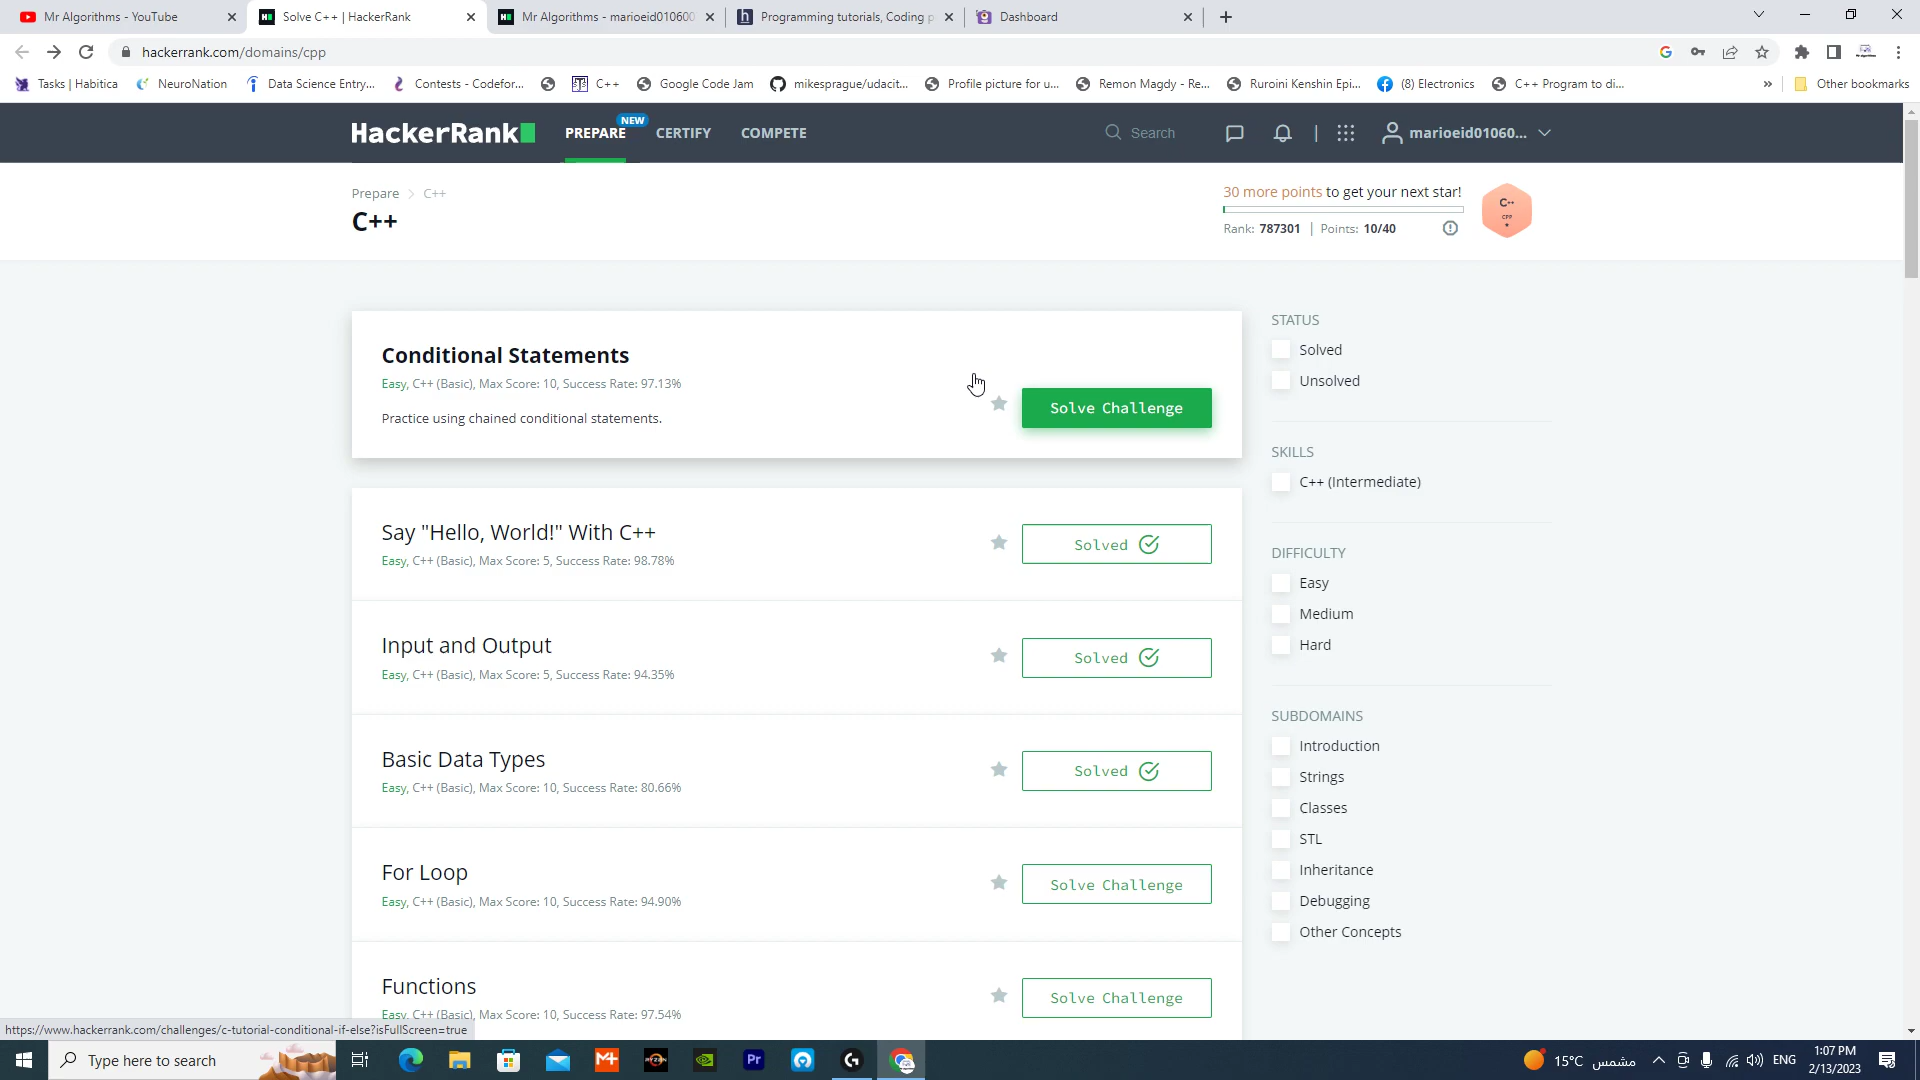 Mr Algorithms - YouTube
Solve C++ | HackerRank
Mr Algorithms - marioeid010600
Programming tutorials, Coding p
Dashboard
hackerrank.com/domains/cpp
Tasks | Habitica
NeuroNation
Data Science Entry...
Contests - Codefor...
C++
Google Code Jam
mikesprague/udacit...
Profile picture for u...
Remon Magdy - Re...
Ruroini Kenshin Epi...
(8) Electronics
C++ Program to di...
Other bookmarks
HackerRank
PREPARE
NEW
CERTIFY
COMPETE
Search
marioeid01060...
Prepare > C++
C++
30 more points to get your next star!
Rank: 787301 | Points: 10/40
C++
CPP
Conditional Statements
Easy, C++ (Basic), Max Score: 10, Success Rate: 97.13%
Practice using chained conditional statements.
Solve Challenge
Say "Hello, World!" With C++
Easy, C++ (Basic), Max Score: 5, Success Rate: 98.78%
Solved
Input and Output
Easy, C++ (Basic), Max Score: 5, Success Rate: 94.35%
Solved
Basic Data Types
Easy, C++ (Basic), Max Score: 10, Success Rate: 80.66%
Solved
For Loop
Easy, C++ (Basic), Max Score: 10, Success Rate: 94.90%
Solve Challenge
Functions
Easy, C++ (Basic), Max Score: 10, Success Rate: 97.54%
Solve Challenge
STATUS
Solved
Unsolved
SKILLS
C++ (Intermediate)
DIFFICULTY
Easy
Medium
Hard
SUBDOMAINS
Introduction
Strings
Classes
STL
Inheritance
Debugging
Other Concepts
https://www.hackerrank.com/challenges/c-tutorial-conditional-if-else?isFullScreen=true
Type here to search
M+
RYZEN
Pr
15°C مشمس
ENG
1:07 PM
2/13/2023